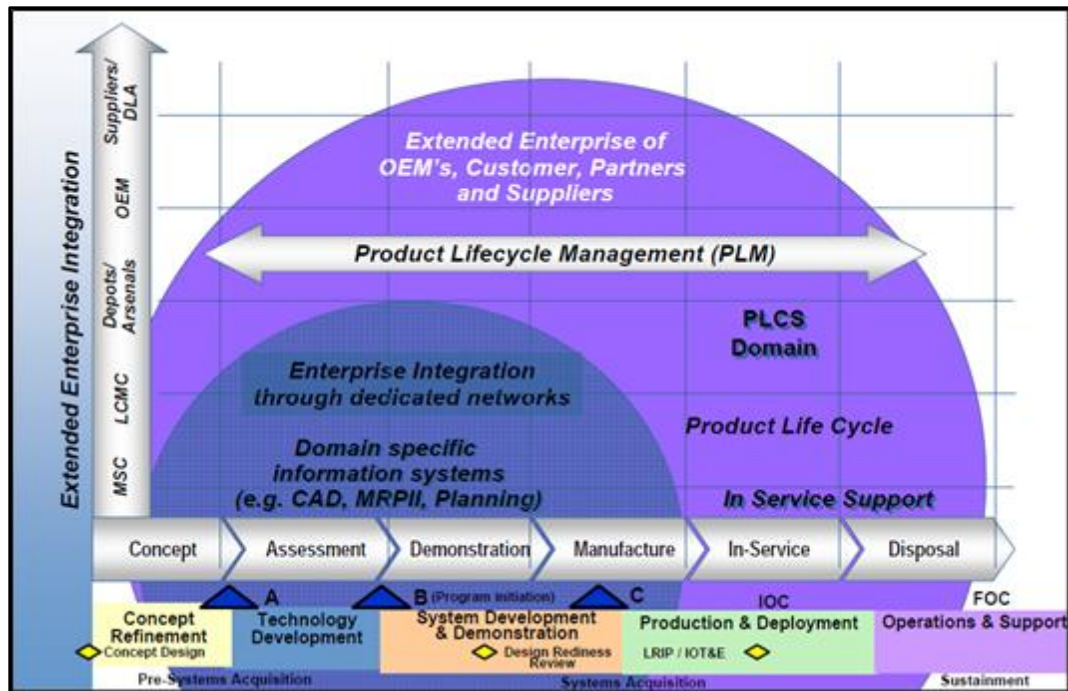 Extended Enterprise Integration
Suppliers/
DLA
OEM
Depots/
Arsenals
LCMC
MSC
Extended Enterprise of
OEM's, Customer, Partners
and Suppliers
Product Lifecycle Management (PLM)
PLCS
Domain
Enterprise Integration
through dedicated networks
Product Life Cycle
Domain specific
information systems
(e.g. CAD, MRPII, Planning)
In Service Support
Concept
Assessment
Demonstration
Manufacture
In-Service
Disposal
A
B (Program initiation)
C
IOC
FOC
Concept
Refinement
Concept Design
Technology
Development
System Development
& Demonstration
Design Rediness
Review
Production & Deployment
LRIP / IOT&E
Operations & Support
Pre-Systems Acquisition
Systems Acquisition
Sustainment